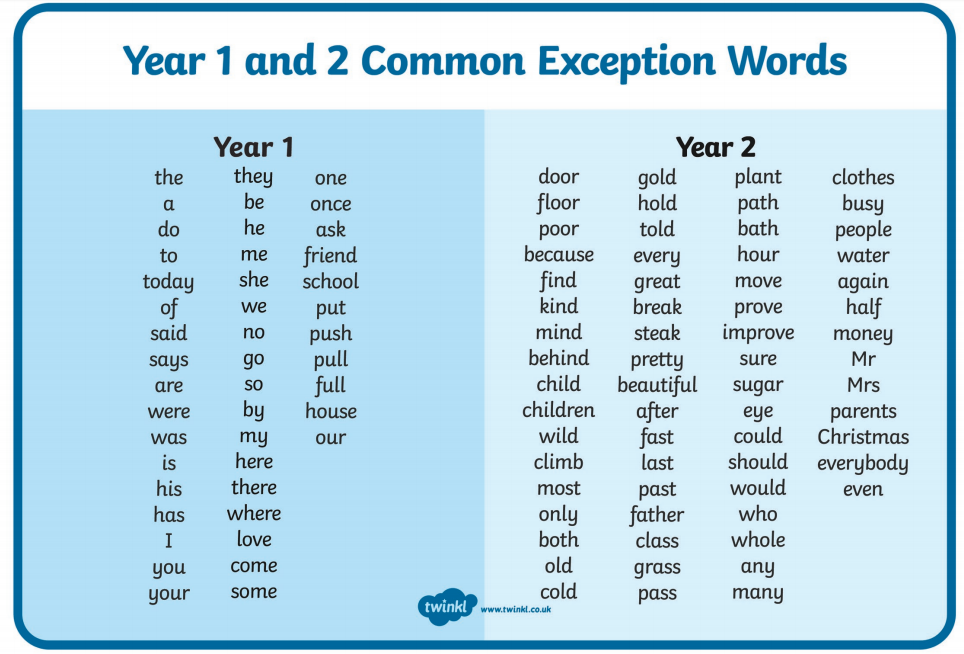 Year 1 and 2 Common Exception Words
Year 1
the they one
a be once
do he ask
to me friend
today she school
of we put
said no push
says go pull
are so full
were by house
was my our
is here
his there
has where
I love
you come
your some
Year 2
door gold plant clothes
floor hold path busy
poor told bath people
because every hour water
find great move again
kind break prove half
mind steak improve money
behind pretty sure Mr
child beautiful sugar Mrs
children after eye parents
wild fast could Christmas
climb last should everybody
most past would even
only father who
both class whole
old grass any
cold pass many
twinkl www.twinkl.co.uk